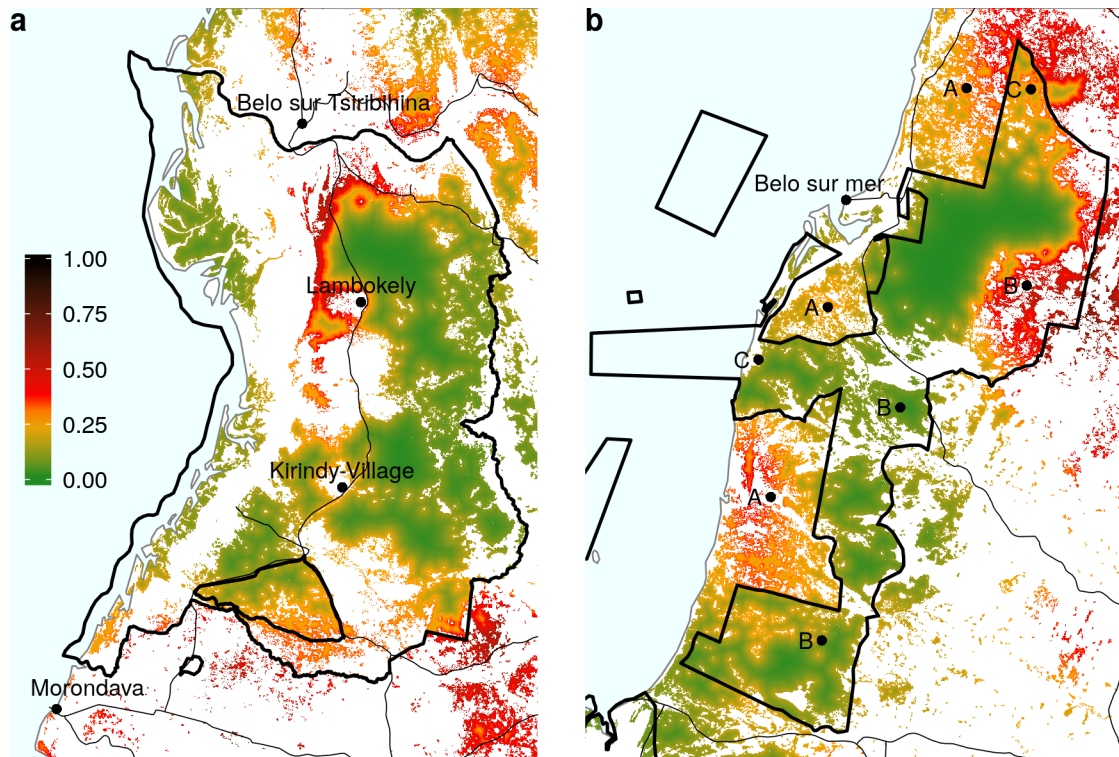 a
Belo sur Tsiribihina
Lambokely
Kirindy-Village
Morondava
1.00
0.75
0.50
0.25
0.00
b
A
C
Belo sur mer
B
A
C
B
A
B